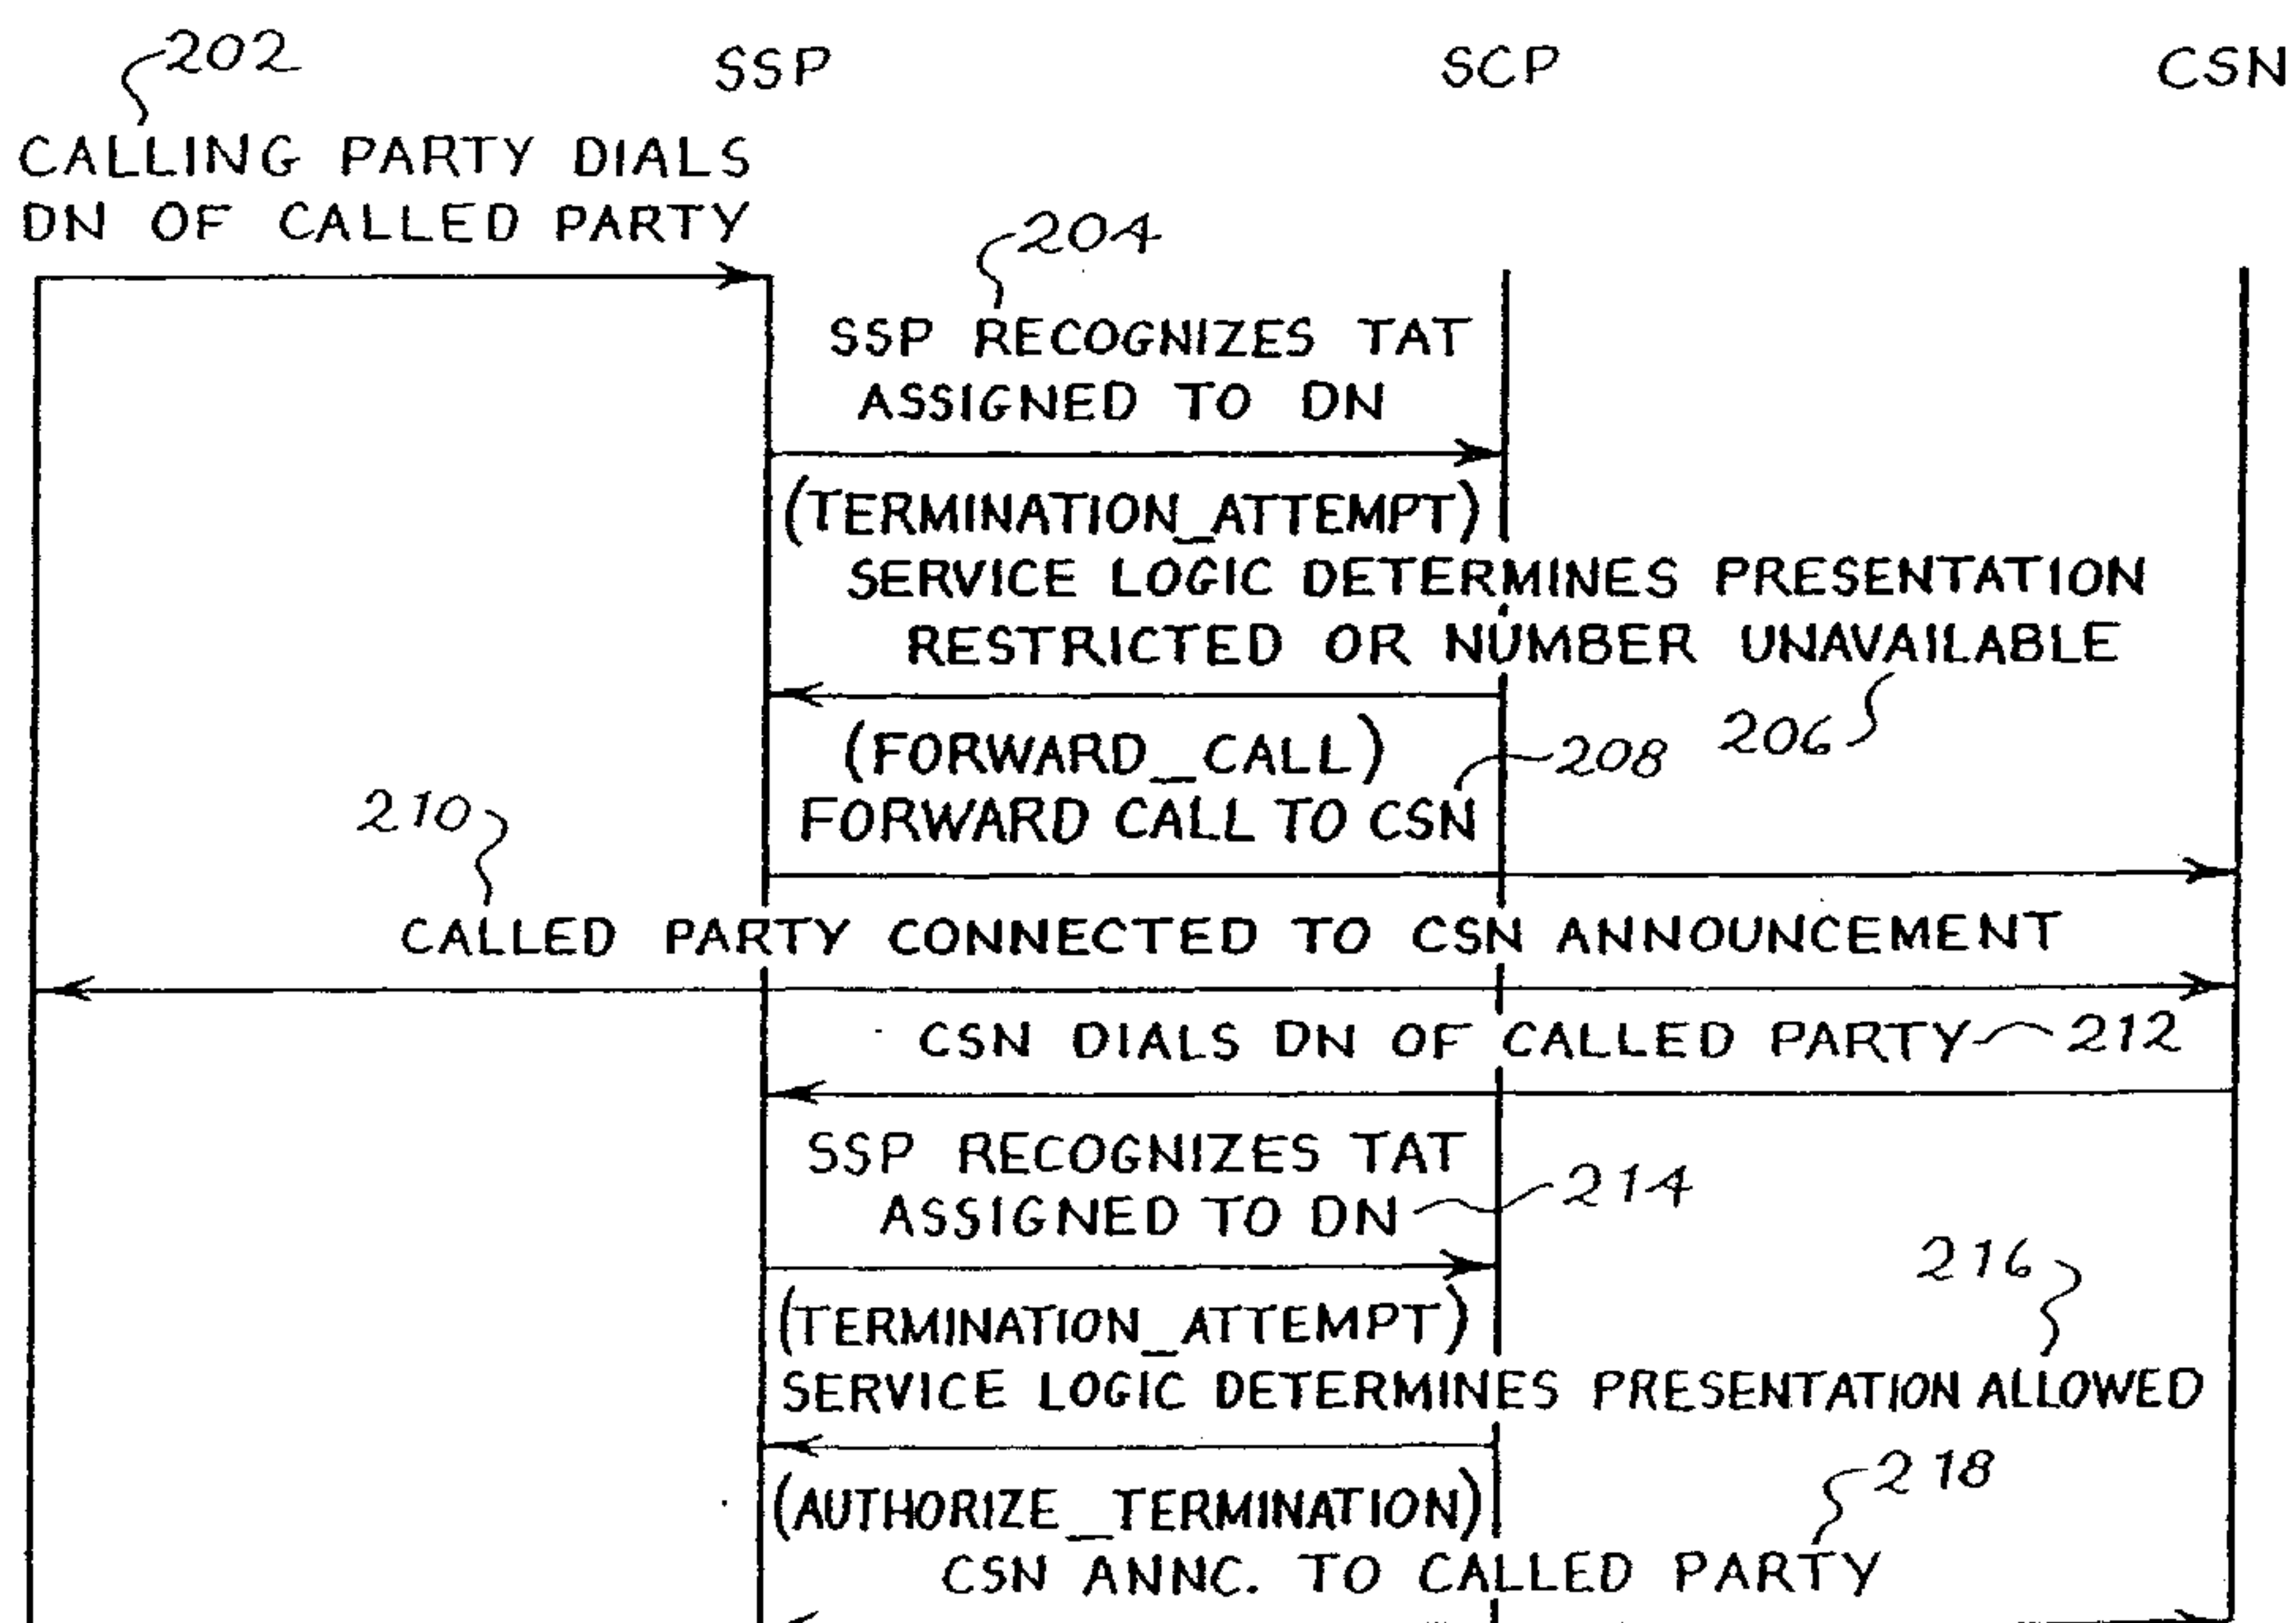 202
SSP
SCP
CSN
CALLING PARTY DIALS
DN OF CALLED PARTY
204
SSP RECOGNIZES TAT
ASSIGNED TO DN
(TERMINATION_ATTEMPT)
SERVICE LOGIC DETERMINES PRESENTATION
RESTRICTED OR NUMBER UNAVAILABLE
206
(FORWARD_CALL)
208
FORWARD CALL TO CSN
210
CALLED PARTY CONNECTED TO CSN ANNOUNCEMENT
CSN DIALS DN OF CALLED PARTY 212
SSP RECOGNIZES TAT
ASSIGNED TO DN 214
216
(TERMINATION_ATTEMPT)
SERVICE LOGIC DETERMINES PRESENTATION ALLOWED
218
(AUTHORIZE_TERMINATION)
CSN ANNC. TO CALLED PARTY